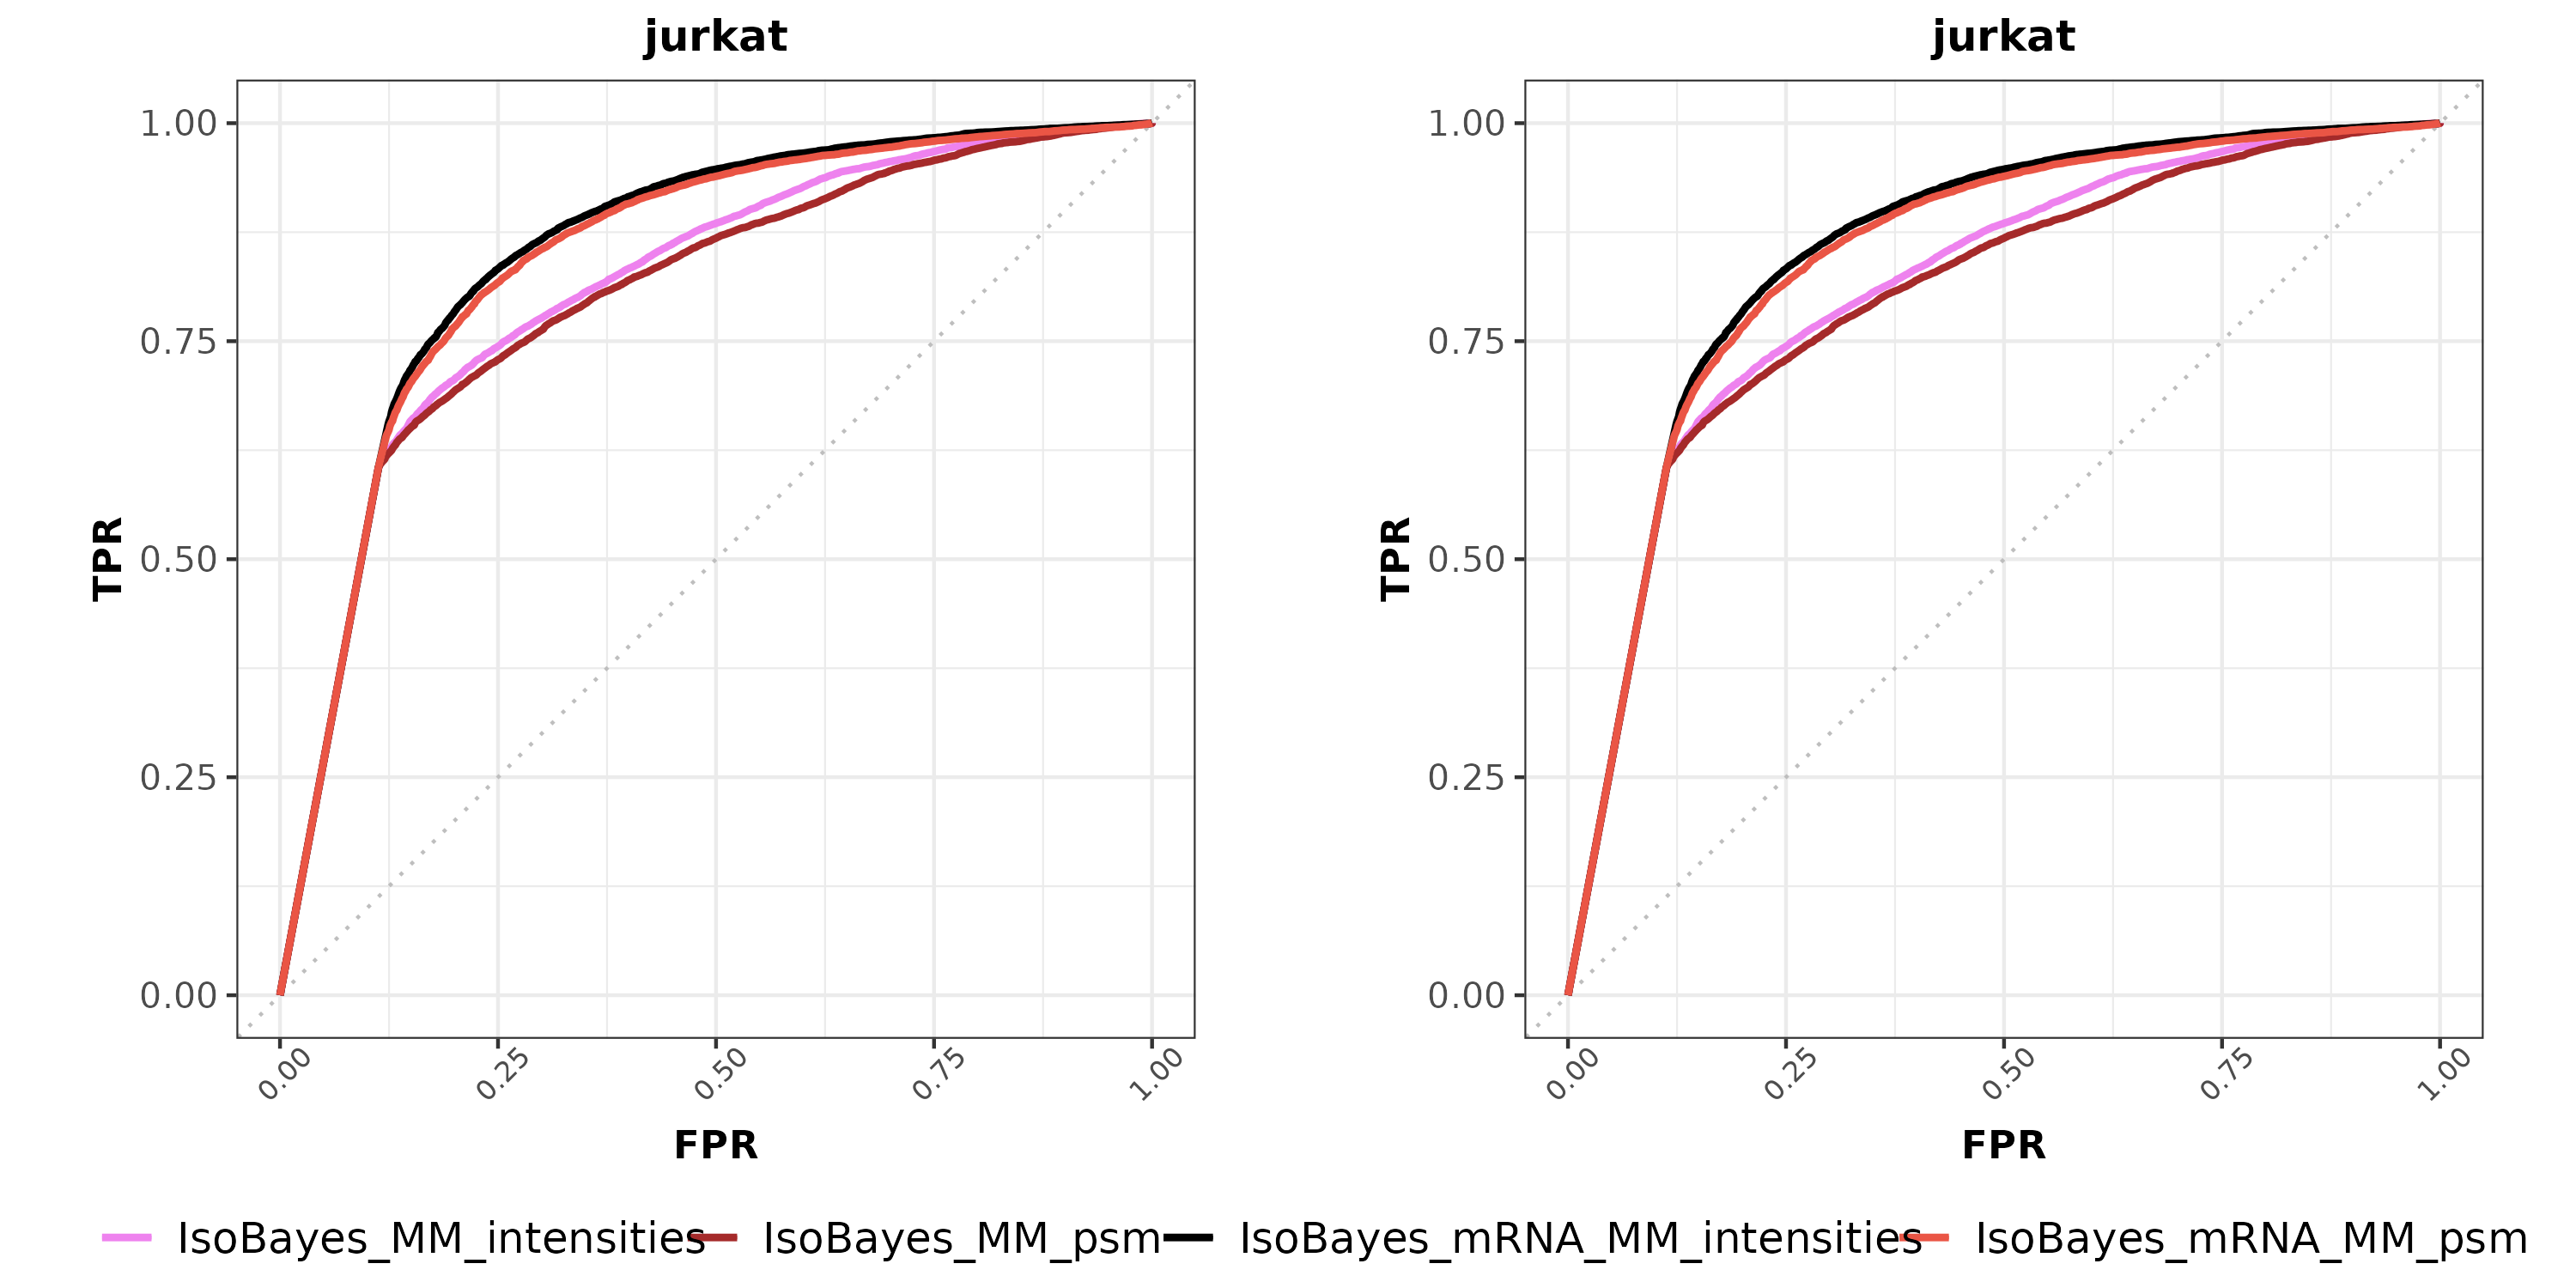 jurkat
1.00
0.75
0.50
0.25
0.00
TPR
0.00 0.25 0.50 0.75 1.00
FPR
jurkat
1.00
0.75
0.50
0.25
0.00
TPR
0.00 0.25 0.50 0.75 1.00
FPR
IsoBayes_MM_intensities IsoBayes_MM_psm IsoBayes_mRNA_MM_intensities IsoBayes_mRNA_MM_psm